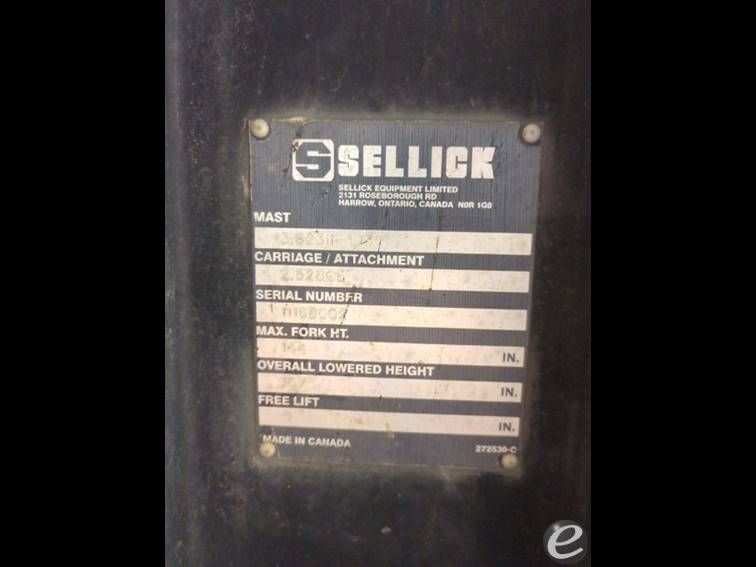 S SELLICK
SELLICK EQUIPMENT LIMITED
2131 ROSEBOROUGH RD
HARROW, ONTARIO, CANADA N0R 1G0
MAST
CARRIAGE / ATTACHMENT
SERIAL NUMBER
MAX. FORK HT.
144 IN.
OVERALL LOWERED HEIGHT
IN.
FREE LIFT
IN.
MADE IN CANADA
272530-C
e